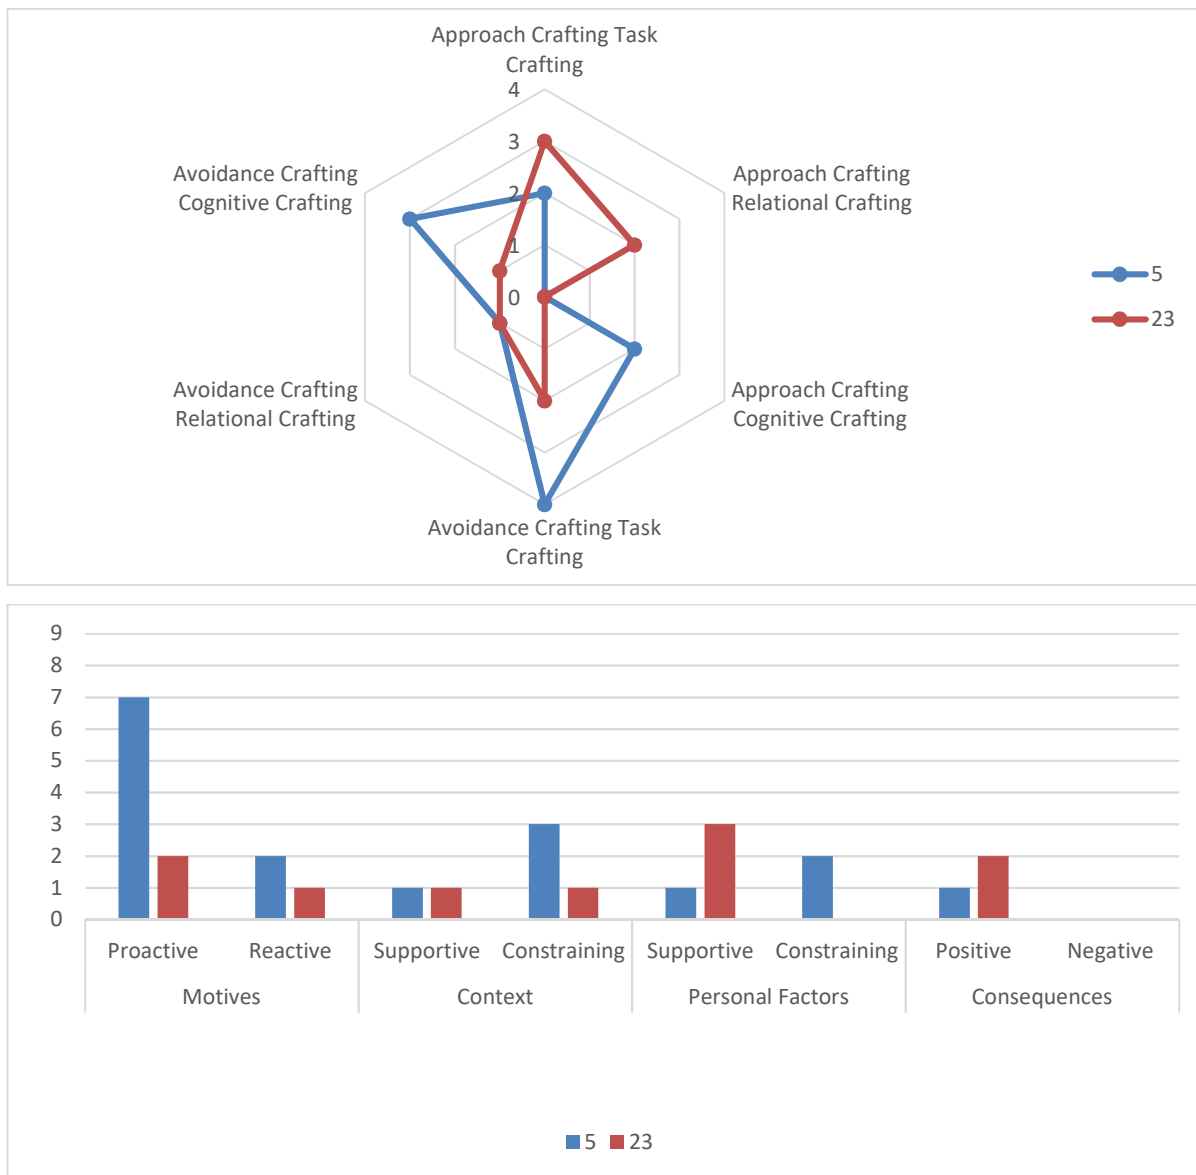 Approach Crafting Task
Crafting
4
3
2
1
0
Avoidance Crafting
Cognitive Crafting
Approach Crafting
Relational Crafting
5
23
Avoidance Crafting
Relational Crafting
Approach Crafting
Cognitive Crafting
Avoidance Crafting Task
Crafting
9
8
7
6
5
4
3
2
1
0
Proactive Reactive Supportive Constraining Supportive Constraining Positive Negative
Motives Context Personal Factors Consequences
5 23